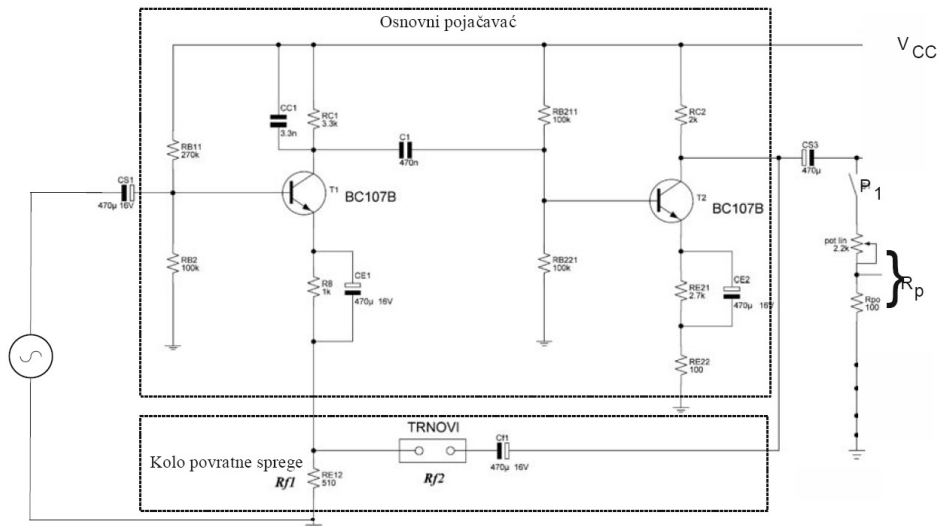 Osnovni pojačavač
V CC
CC1
3.3n
RC1
3.3k
RB211
100k
RC2
2k
RB11
270k
C1
470n
CS3
470µ
CS1
470µ 16V
T1
BC107B
T2
BC107B
P1
RB2
100k
pot lin
2.2k
R8
1k
CE1
470µ 16V
RB221
100k
RE21
2.7k
CE2
470µ 16V
Rp
Rpo
100
RE22
100
TRNOVI
Cf1
470µ 16V
Kolo povratne sprege
Rf1
RE12
510
Rf2